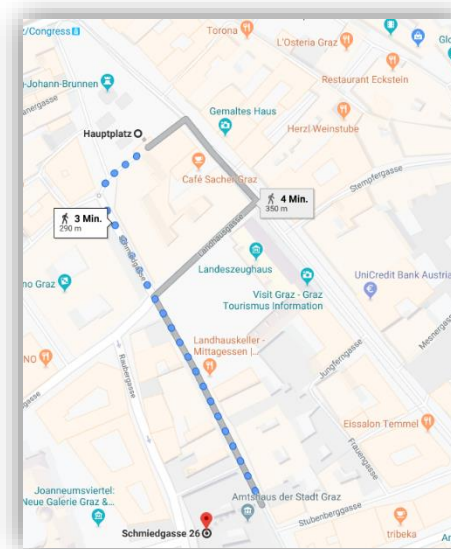 z/Congress
Torona
L'Osteria Graz
Glo
-Johann-Brunnen
Restaurant Eckstein
Gemaltes Haus
Hauptplatz
Herzl-Weinstube
Café Sacher Graz
Stempfergasse
4 Min.
350 m
3 Min.
290 m
Landhausgasse
Schmiedgasse
Landeszeughaus
no Graz
Visit Graz - Graz
Tourismus Information
UniCredit Bank Austria
Mesnergasse
Landhauskeller -
Mittagessen |...
NO
Raubergasse
Jungferngasse
Eissalon Temmel
Frauengasse
Joanneumsviertel:
Neue Galerie Graz &...
Amtshaus der Stadt Graz
Stubenberggasse
Schmiedgasse 26
tribeka